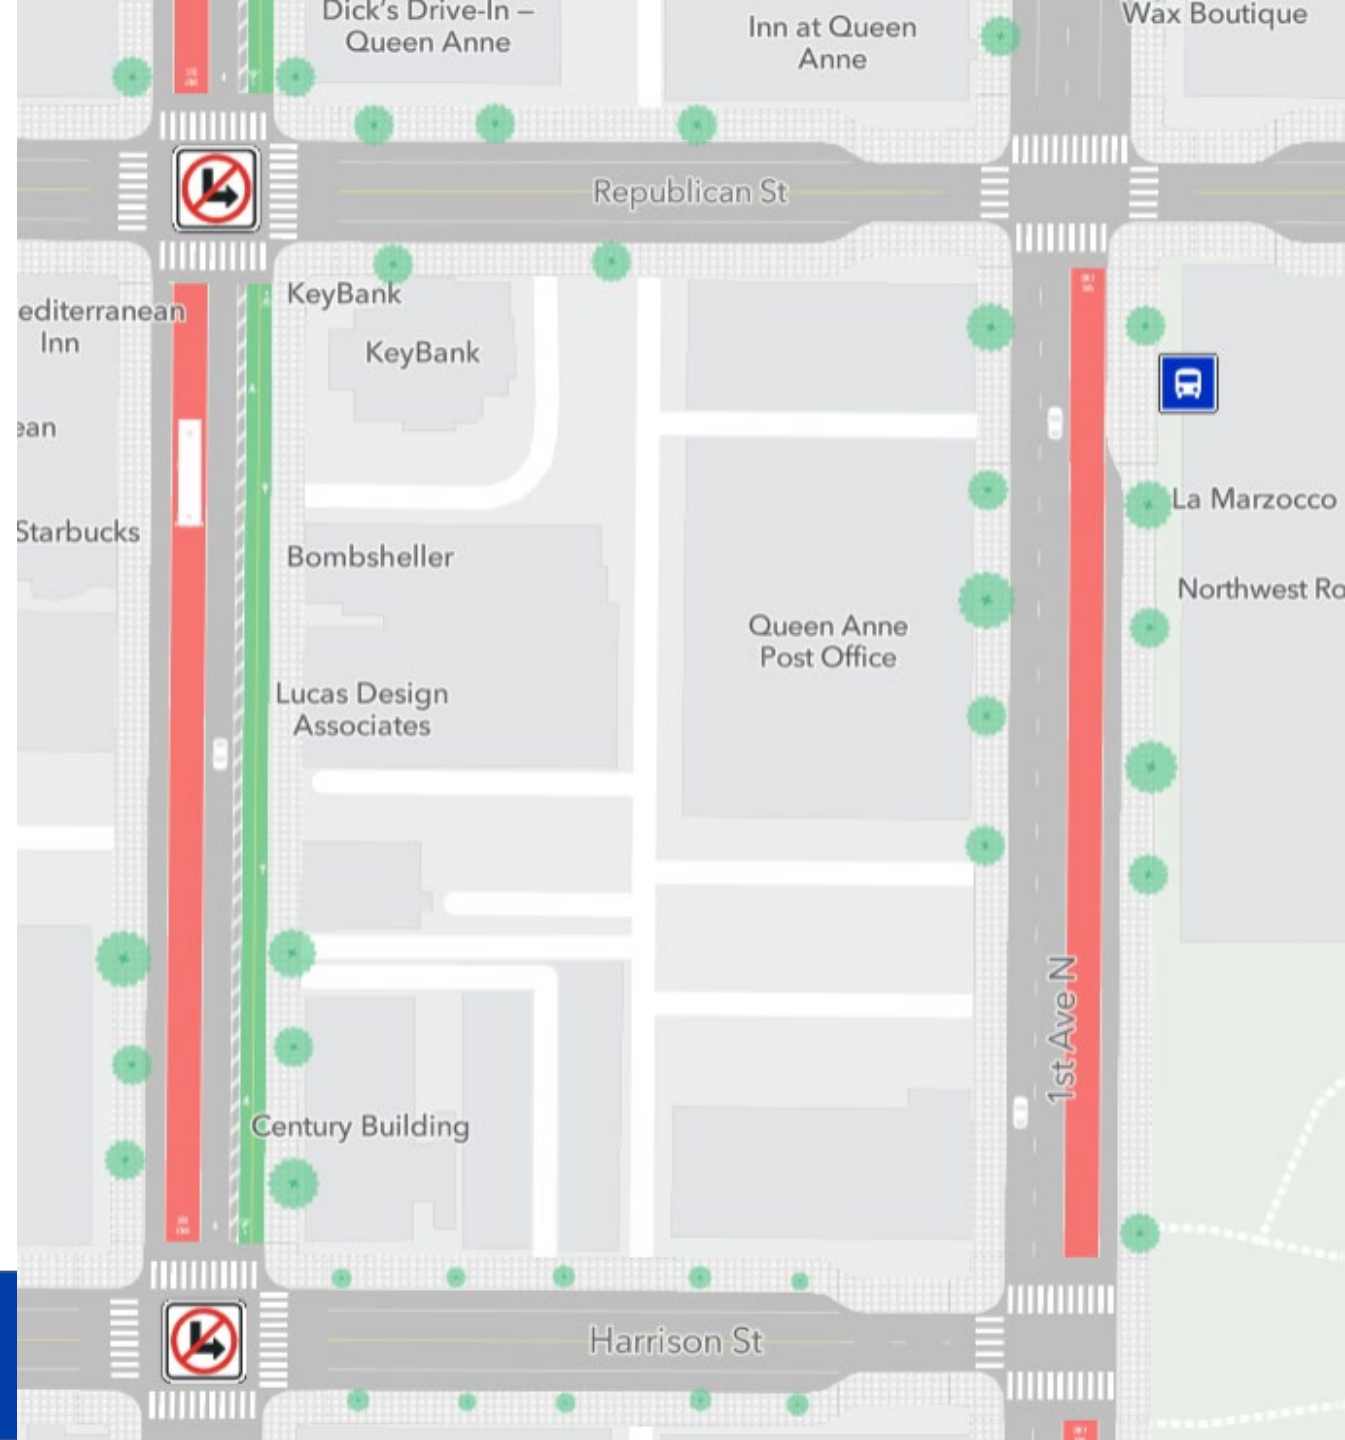 Dick's Drive-In –
Queen Anne
Inn at Queen
Anne
Wax Boutique
Republican St
editerranean
Inn
KeyBank
KeyBank
ean
Starbucks
Bombsheller
La Marzocco
Northwest Ro
Queen Anne
Post Office
Lucas Design
Associates
1st Ave N
Century Building
Harrison St